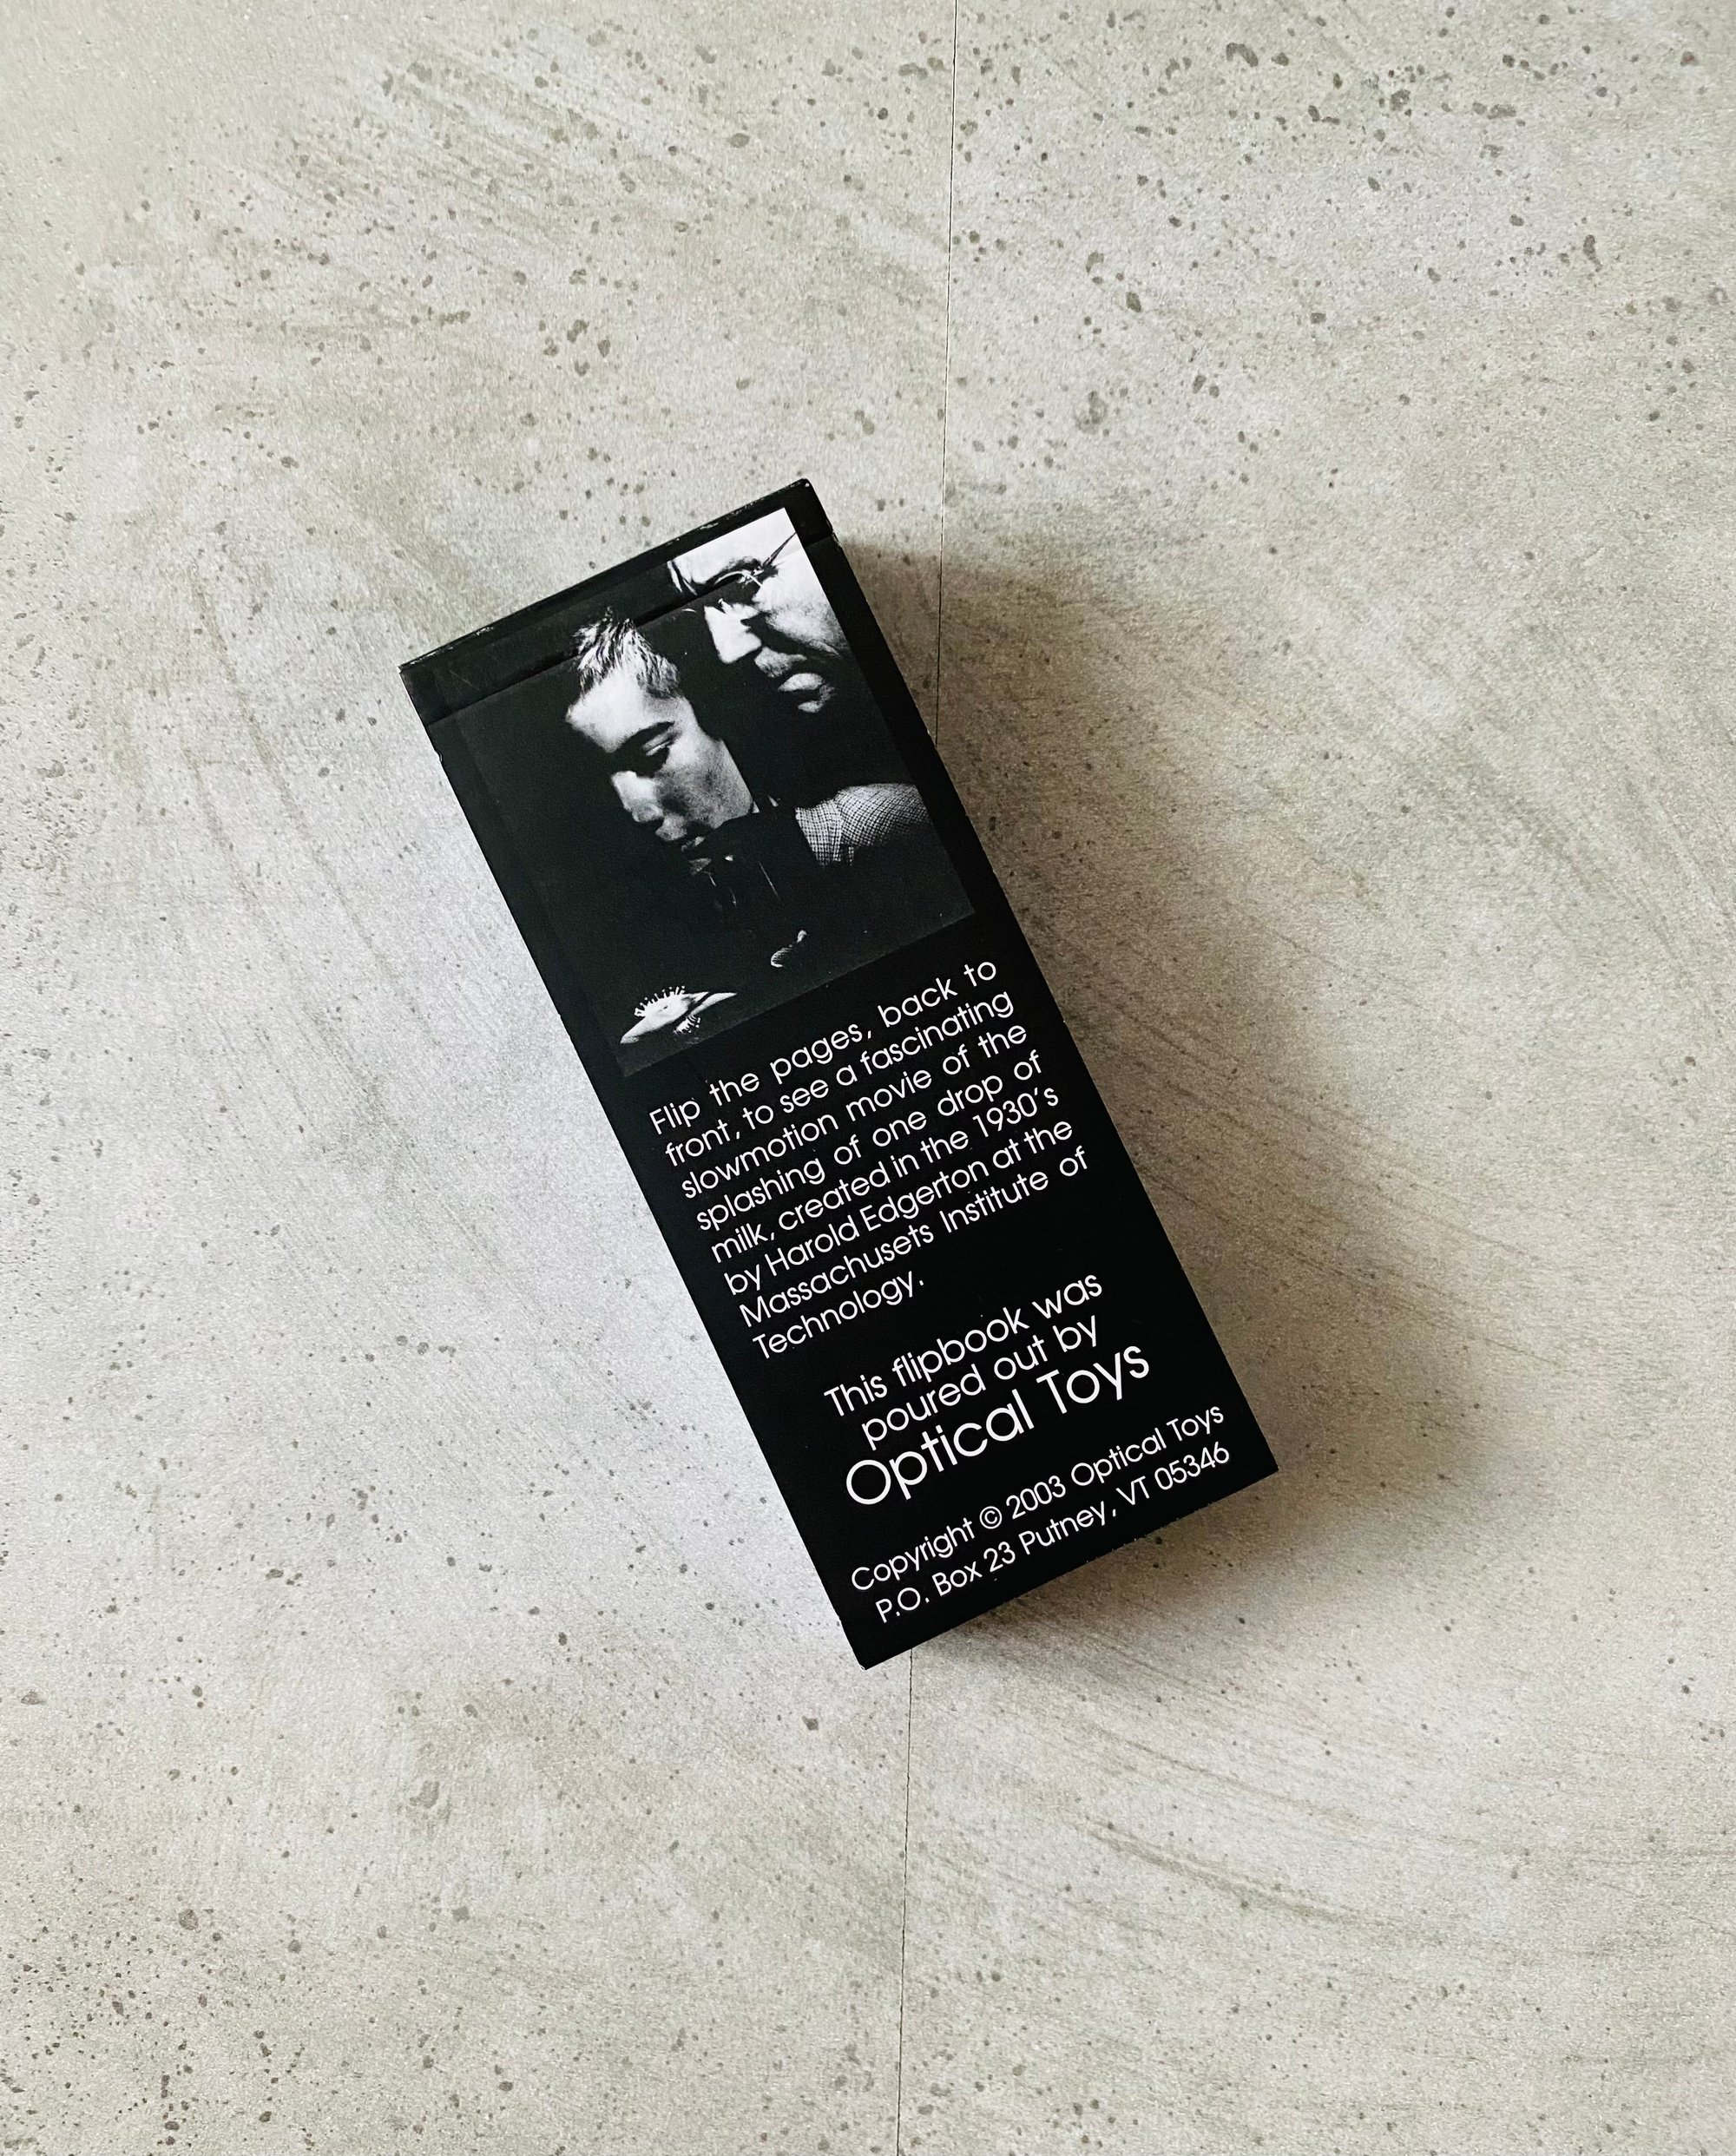 Flip the pages, back to
front, to see a fascinating
slowmotion movie of the
splashing of one drop of
milk, created in the 1930's
by Harold Edgerton at the
Massachusets Institute of
Technology.
This flipbook was
poured out by
Optical Toys
Copyright © 2003 Optical Toys
P.O. Box 23 Putney, VT 05346